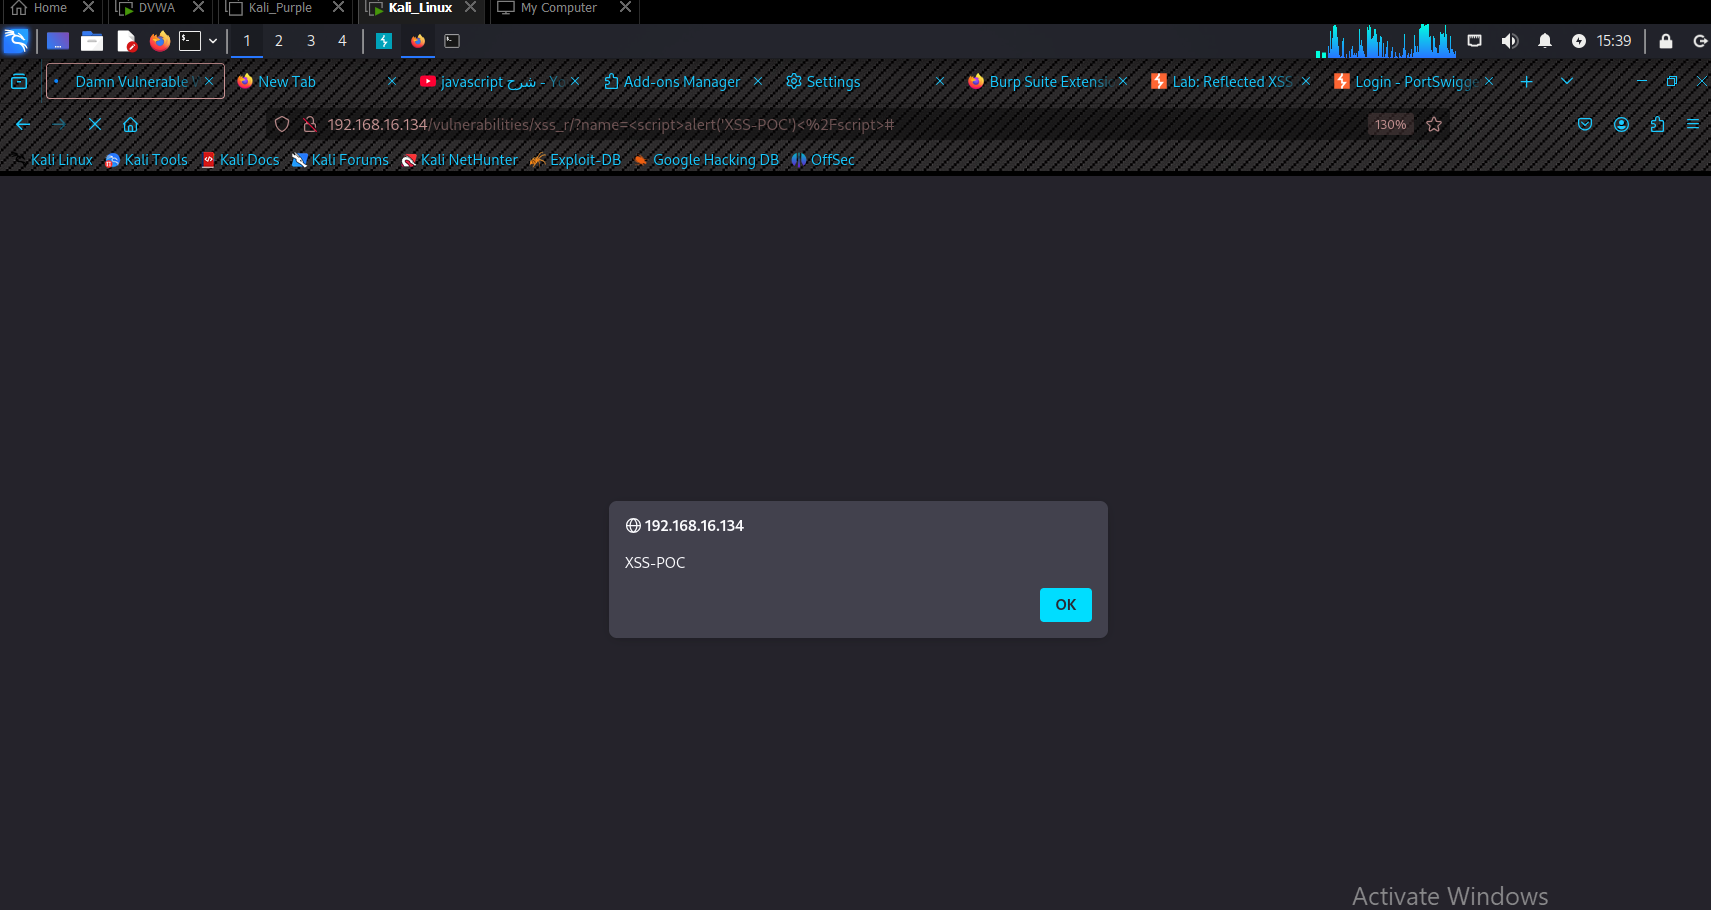 Home DVWA Kali_Purple Kali_Linux My Computer
1 2 3 4 15:39
Damn Vulnerable New Tab javascript شرح - Yo Add-ons Manager Settings Burp Suite Extensio Lab: Reflected XSS Login - PortSwigge
192.168.16.134/vulnerabilities/xss_r/?name=<script>alert('XSS-POC')<%2Fscript># 130%
Kali Linux Kali Tools Kali Docs Kali Forums Kali NetHunter Exploit-DB Google Hacking DB OffSec
192.168.16.134
XSS-POC
OK
Activate Windows